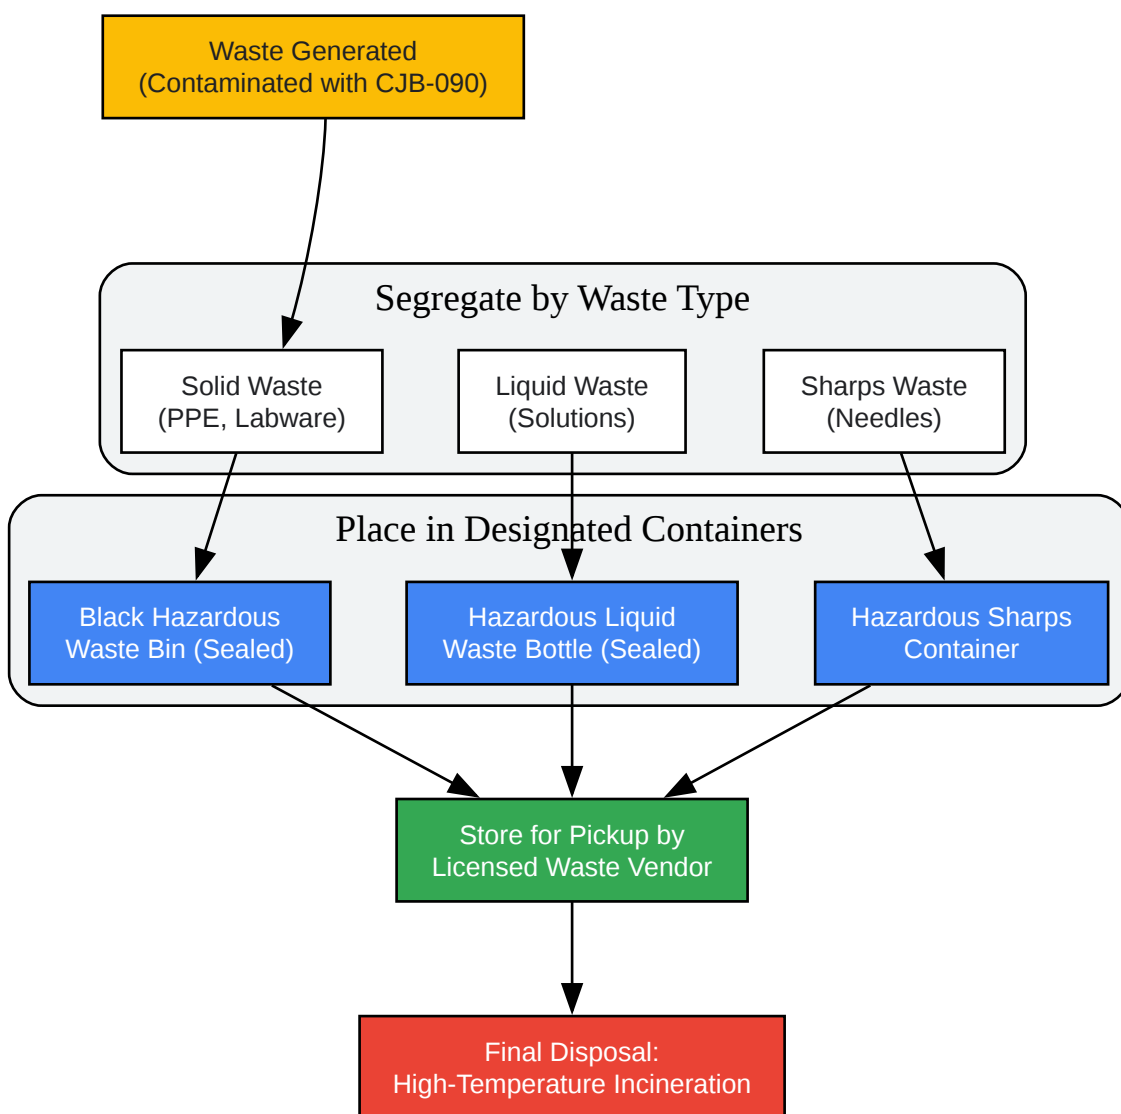 Waste Generated
(Contaminated with CJB-090)
Segregate by Waste Type
Solid Waste
(PPE, Labware)
Liquid Waste
(Solutions)
Sharps Waste
(Needles)
Place in Designated Containers
Black Hazardous
Waste Bin (Sealed)
Hazardous Liquid
Waste Bottle (Sealed)
Hazardous Sharps
Container
Store for Pickup by
Licensed Waste Vendor
Final Disposal:
High-Temperature Incineration